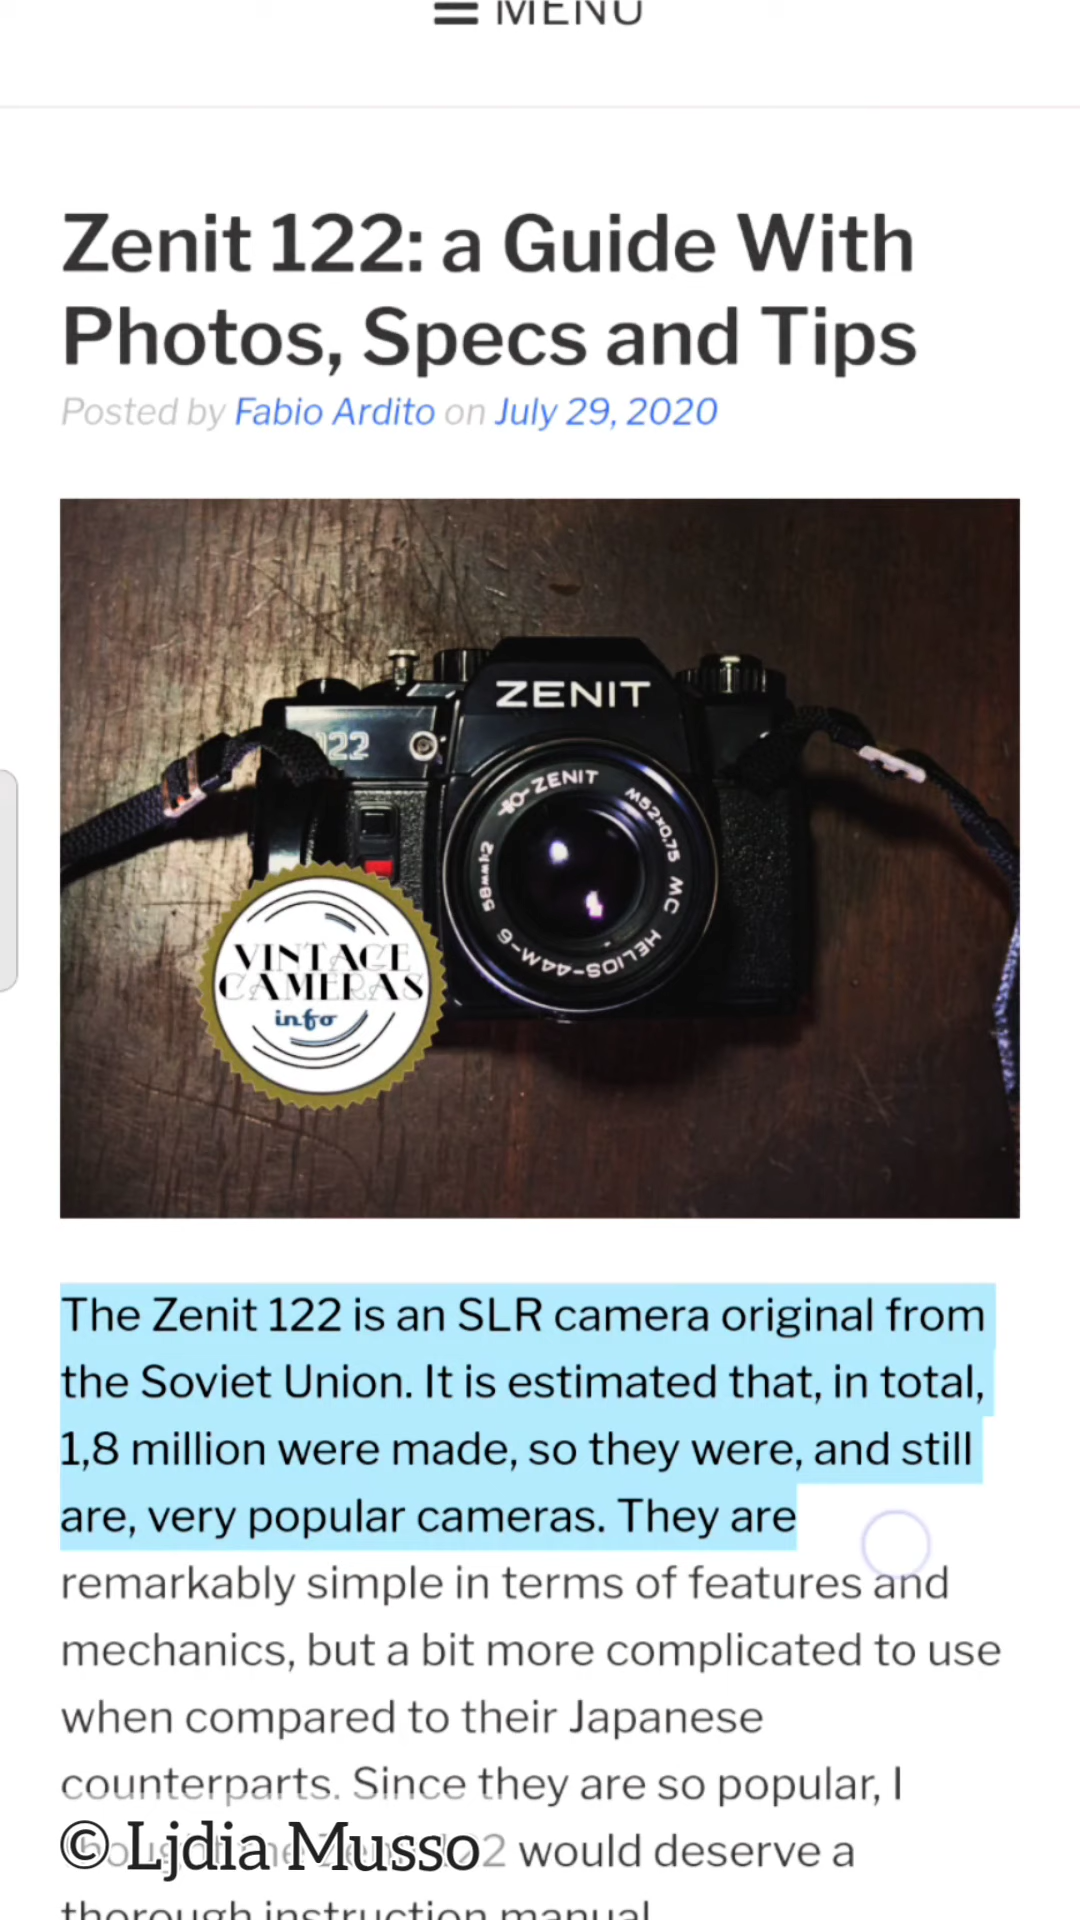 MENU
Zenit 122: a Guide With
Photos, Specs and Tips
Posted by Fabio Ardito on July 29, 2020
ZENIT
122
ZENIT M52x0.75 MC HELIOS-44M-6 58mm
VINTAGE
CAMERAS
info
The Zenit 122 is an SLR camera original from
the Soviet Union. It is estimated that, in total,
1,8 million were made, so they were, and still
are, very popular cameras. They are
remarkably simple in terms of features and
mechanics, but a bit more complicated to use
when compared to their Japanese
counterparts. Since they are so popular, I
would deserve a
© Ljdia Musso
thorough instruction manual